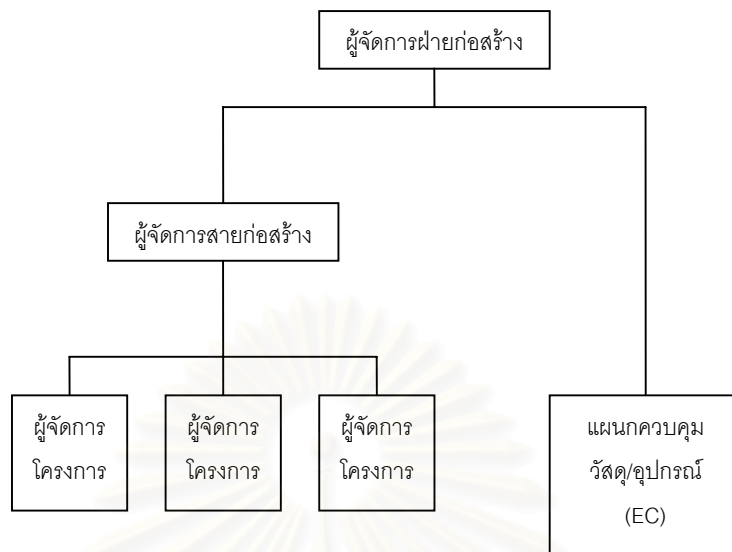 ผู้จัดการฝ่ายก่อสร้าง
ผู้จัดการสายก่อสร้าง
ผู้จัดการ
โครงการ
ผู้จัดการ
โครงการ
ผู้จัดการ
โครงการ
แผนกควบคุม
วัสดุ/อุปกรณ์
(EC)